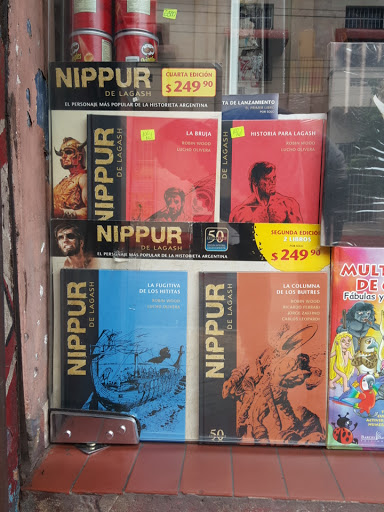 Pringles
NIPPUR
DE LAGASH
CUARTA EDICIÓN
$ 249.90
EL PERSONAJE MÁS POPULAR DE LA HISTORIETA ARGENTINA
TA DE LANZAMIENTO
NIPPUR
DE LAGASH
LA BRUJA
ROBIN WOOD
LUCHO OLIVERA
HISTORIA PARA LAGASH
ROBIN WOOD
LUCHO OLIVERA
NIPPUR
DE LAGASH
50
SEGUNDA EDICIÓN
2 LIBROS
$ 249.90
EL PERSONAJE MÁS POPULAR DE LA HISTORIETA ARGENTINA
NIPPUR
DE LAGASH
LA FUGITIVA
DE LOS HITITAS
ROBIN WOOD
LUCHO OLIVERA
NIPPUR
DE LAGASH
LA COLUMNA
DE LOS BUITRES
ROBIN WOOD
50
MULT
DE
Fábulas y